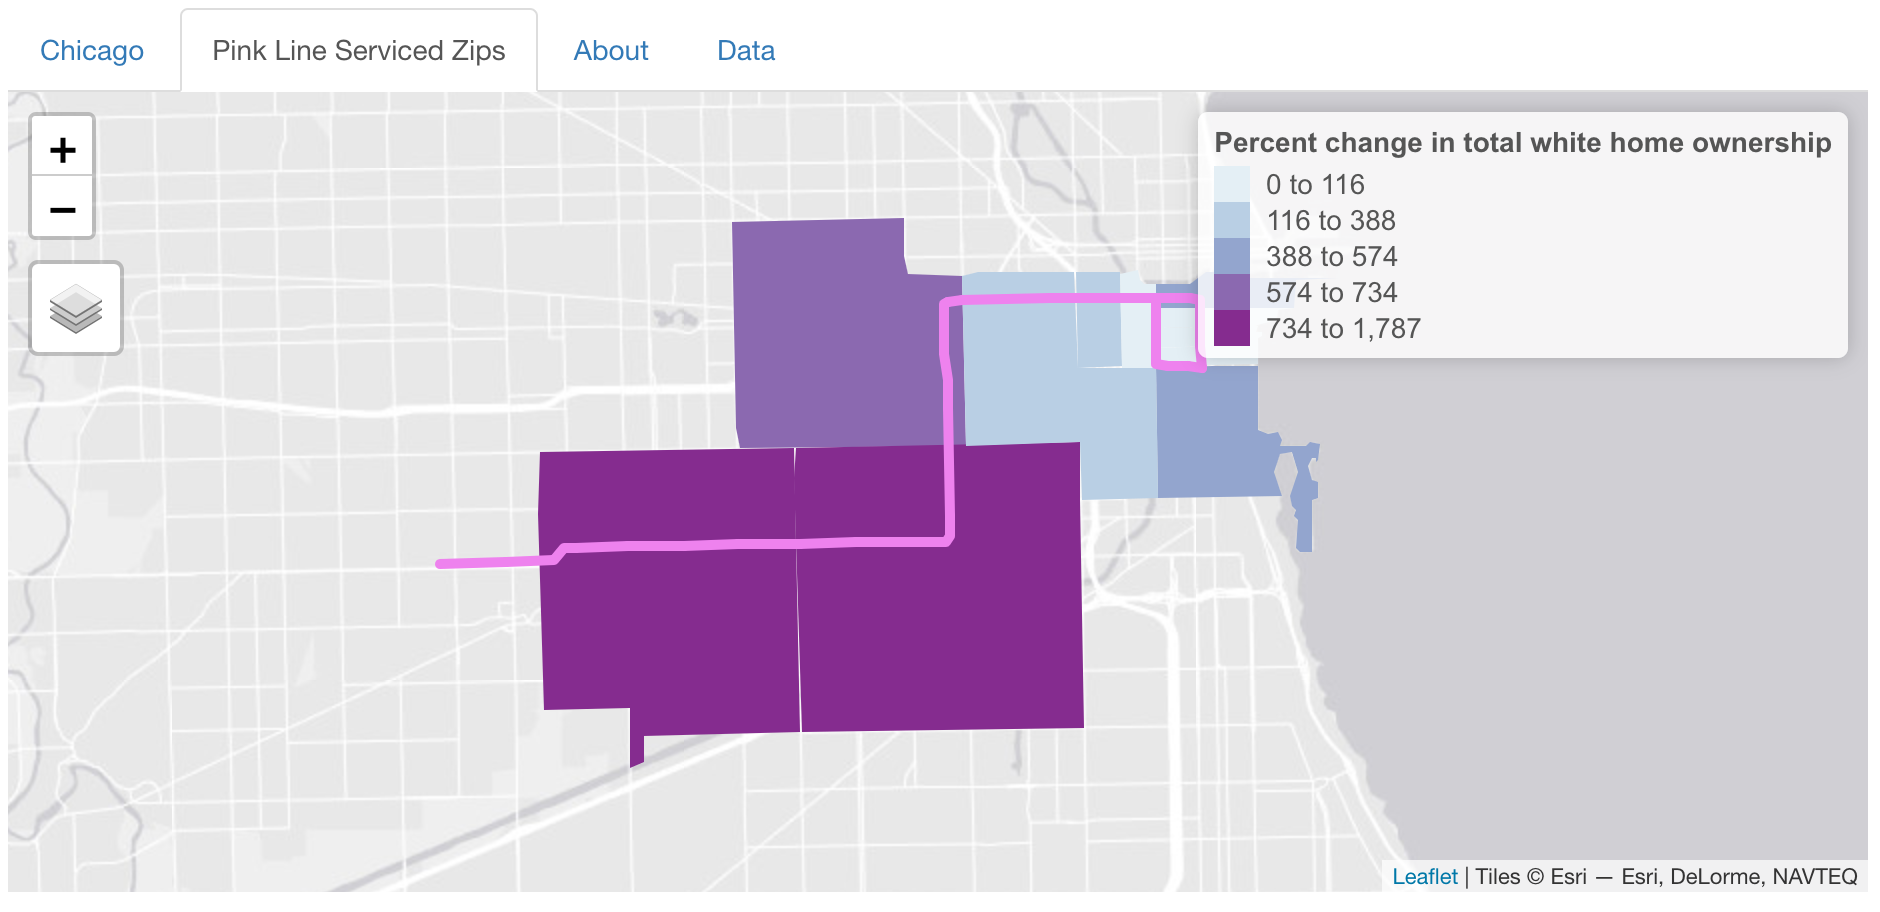 Chicago
Pink Line Serviced Zips
About
Data
+
−
Percent change in total white home ownership
0 to 116
116 to 388
388 to 574
574 to 734
734 to 1,787
Leaflet | Tiles © Esri — Esri, DeLorme, NAVTEQ